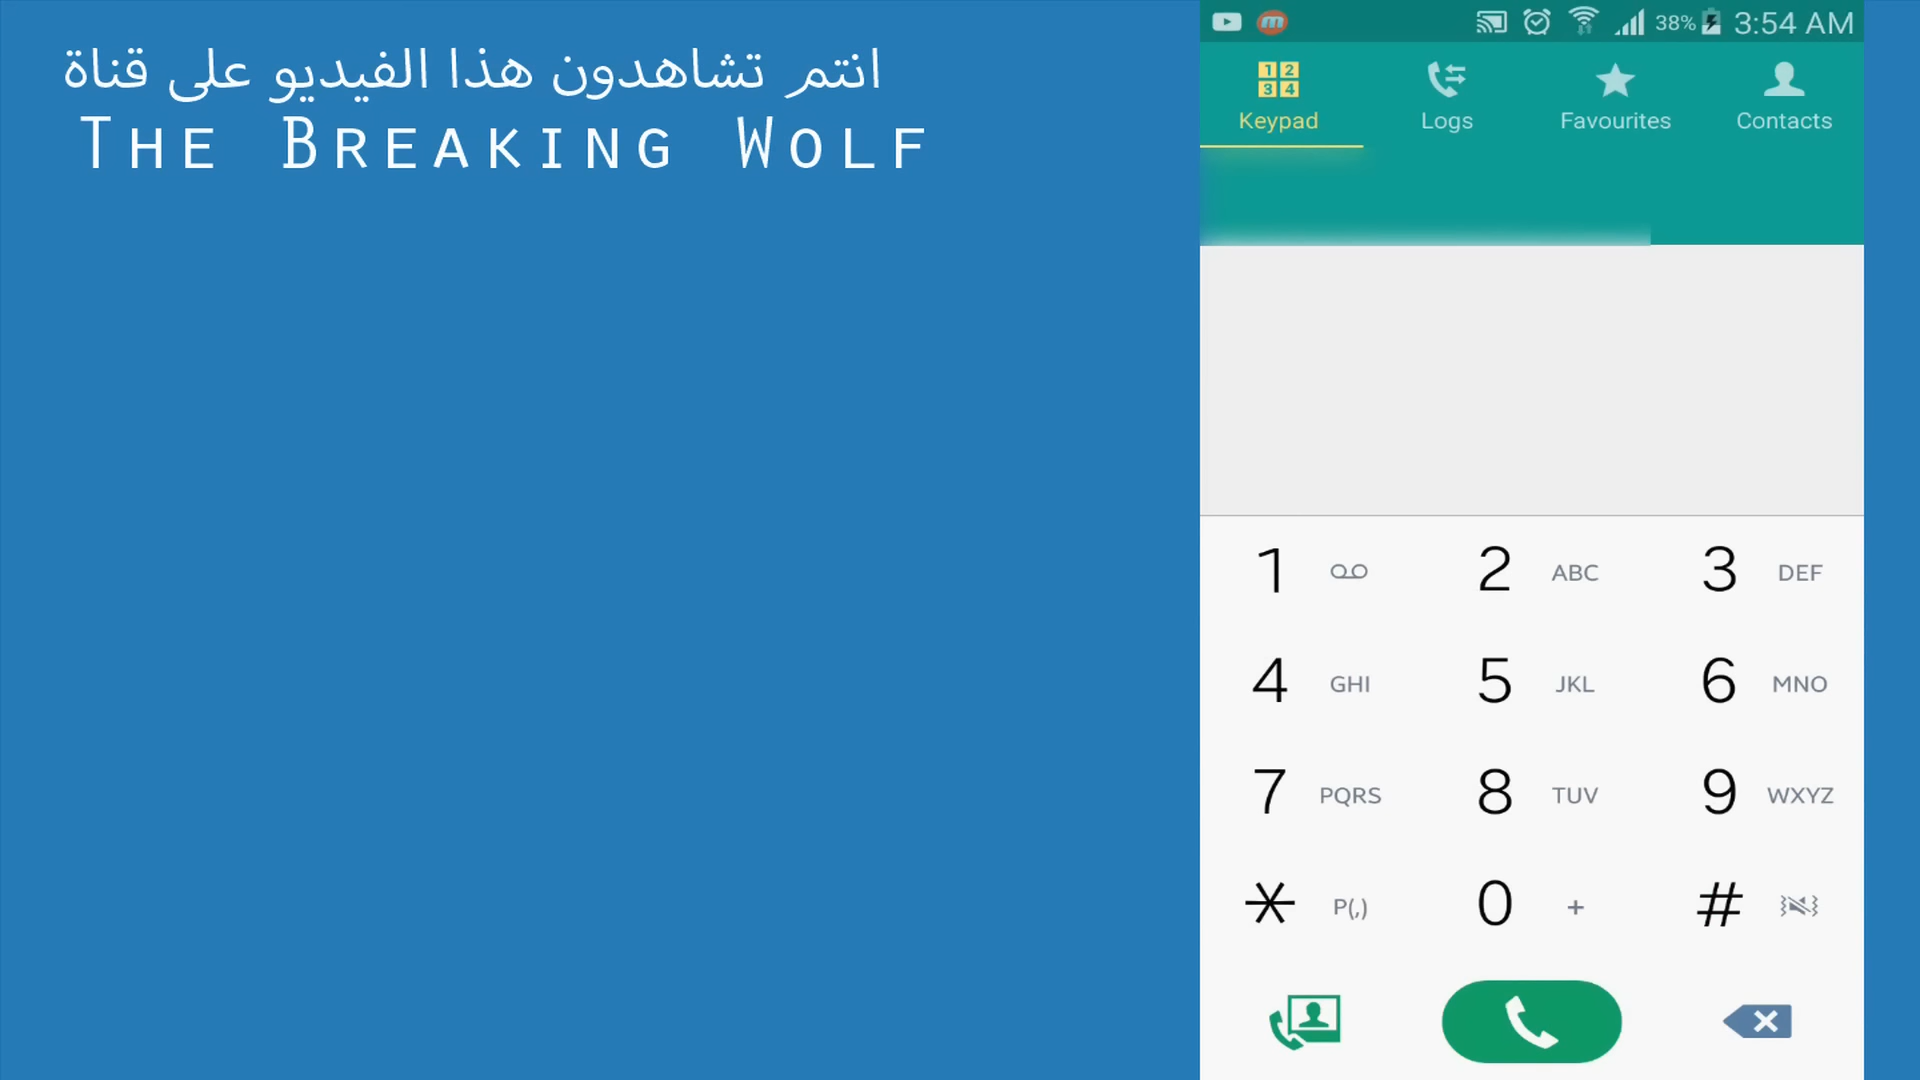 انتم تشاهدون هذا الفيديو على قناة
THE BREAKING WOLF
38% 3:54 AM
Keypad Logs Favourites Contacts
1 2 ABC 3 DEF
4 GHI 5 JKL 6 MNO
7 PQRS 8 TUV 9 WXYZ
* P(,) 0 + #